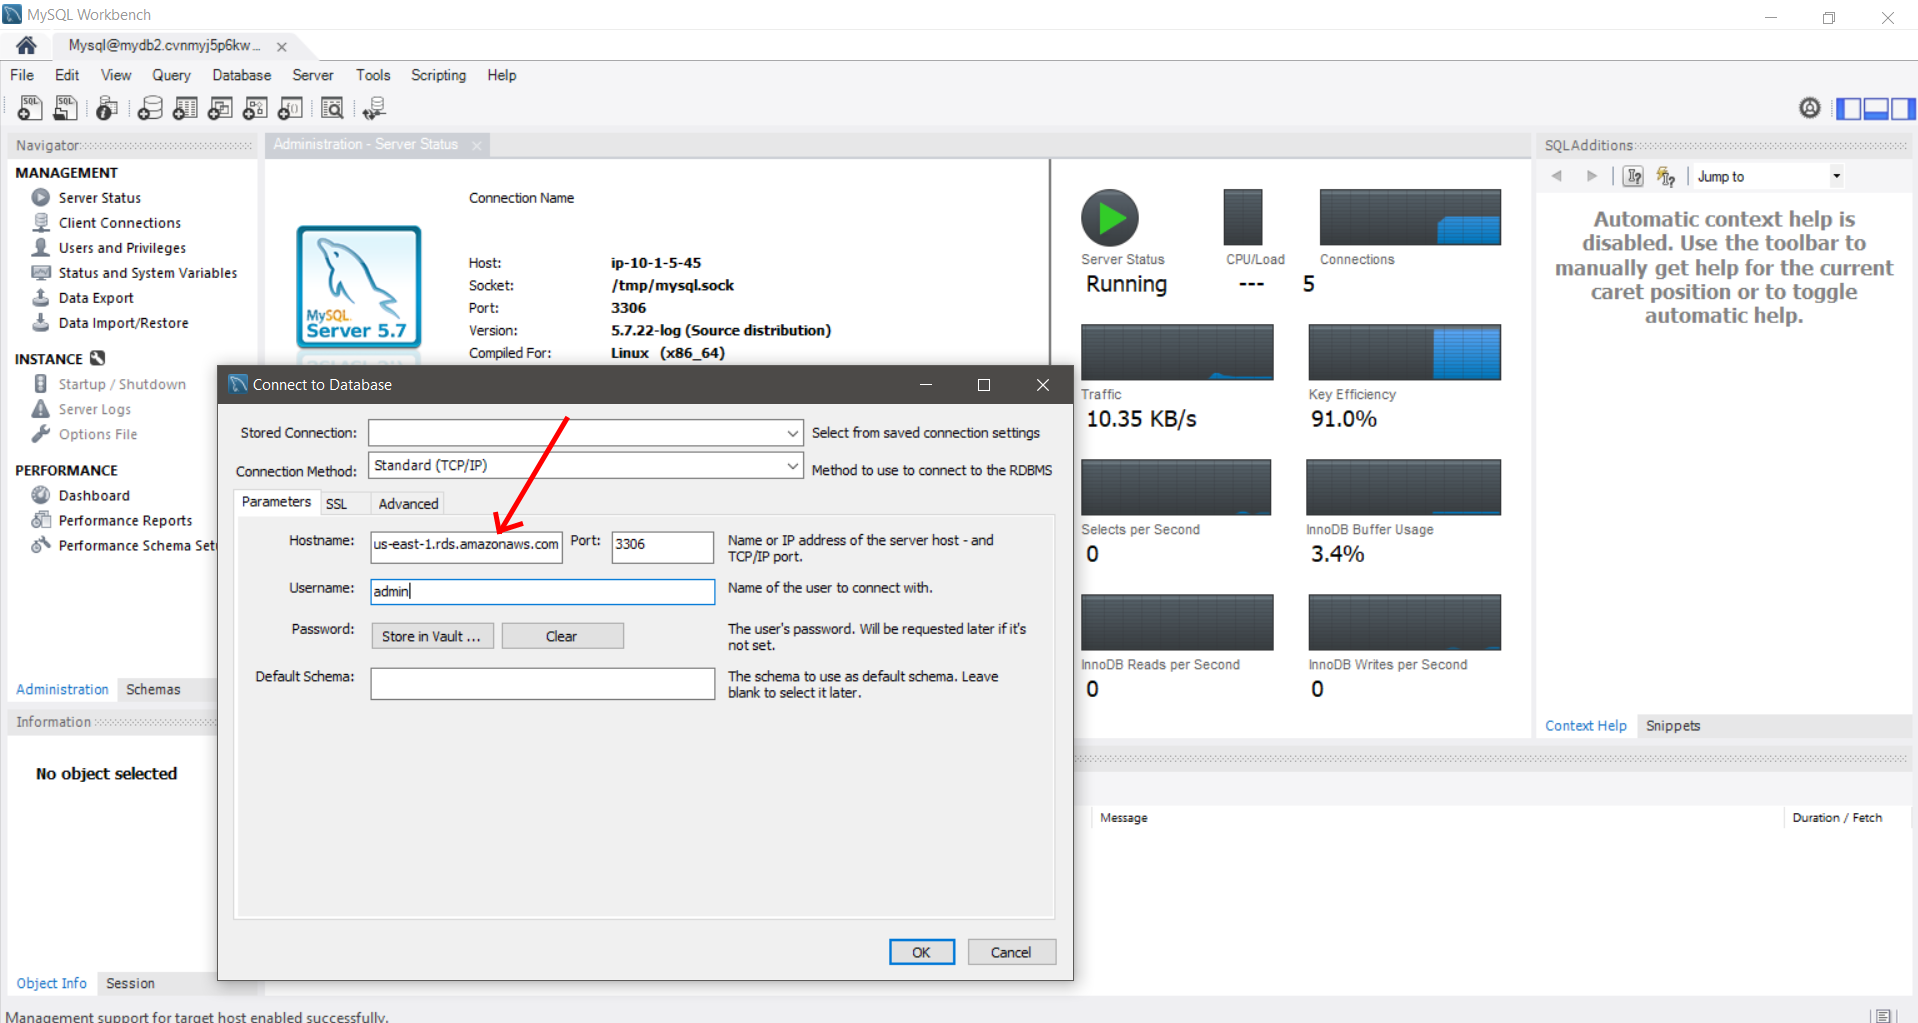 MySQL Workbench
Mysql@mydb2.cvnmyj5p6kw...
File Edit View Query Database Server Tools Scripting Help
Navigator
MANAGEMENT
Server Status
Client Connections
Users and Privileges
Status and System Variables
Data Export
Data Import/Restore
INSTANCE
Startup / Shutdown
Server Logs
Options File
PERFORMANCE
Dashboard
Performance Reports
Performance Schema Setu
Administration Schemas
Information
No object selected
Object Info Session
Management support for target host enabled successfully.
Administration - Server Status
Connection Name
MySQL
Server 5.7
Host: ip-10-1-5-45
Socket: /tmp/mysql.sock
Port: 3306
Version: 5.7.22-log (Source distribution)
Compiled For: Linux (x86_64)
Connect to Database
Stored Connection: Select from saved connection settings
Connection Method: Standard (TCP/IP) Method to use to connect to the RDBMS
Parameters SSL Advanced
Hostname: us-east-1.rds.amazonaws.com Port: 3306 Name or IP address of the server host - and
TCP/IP port.
Username: admin Name of the user to connect with.
Password: Store in Vault ... Clear The user's password. Will be requested later if it's
not set.
Default Schema: The schema to use as default schema. Leave
blank to select it later.
OK Cancel
Server Status CPU/Load Connections
Running --- 5
Traffic Key Efficiency
10.35 KB/s 91.0%
Selects per Second InnoDB Buffer Usage
0 3.4%
InnoDB Reads per Second InnoDB Writes per Second
0 0
Message Duration / Fetch
SQLAdditions
Jump to
Automatic context help is
disabled. Use the toolbar to
manually get help for the current
caret position or to toggle
automatic help.
Context Help Snippets